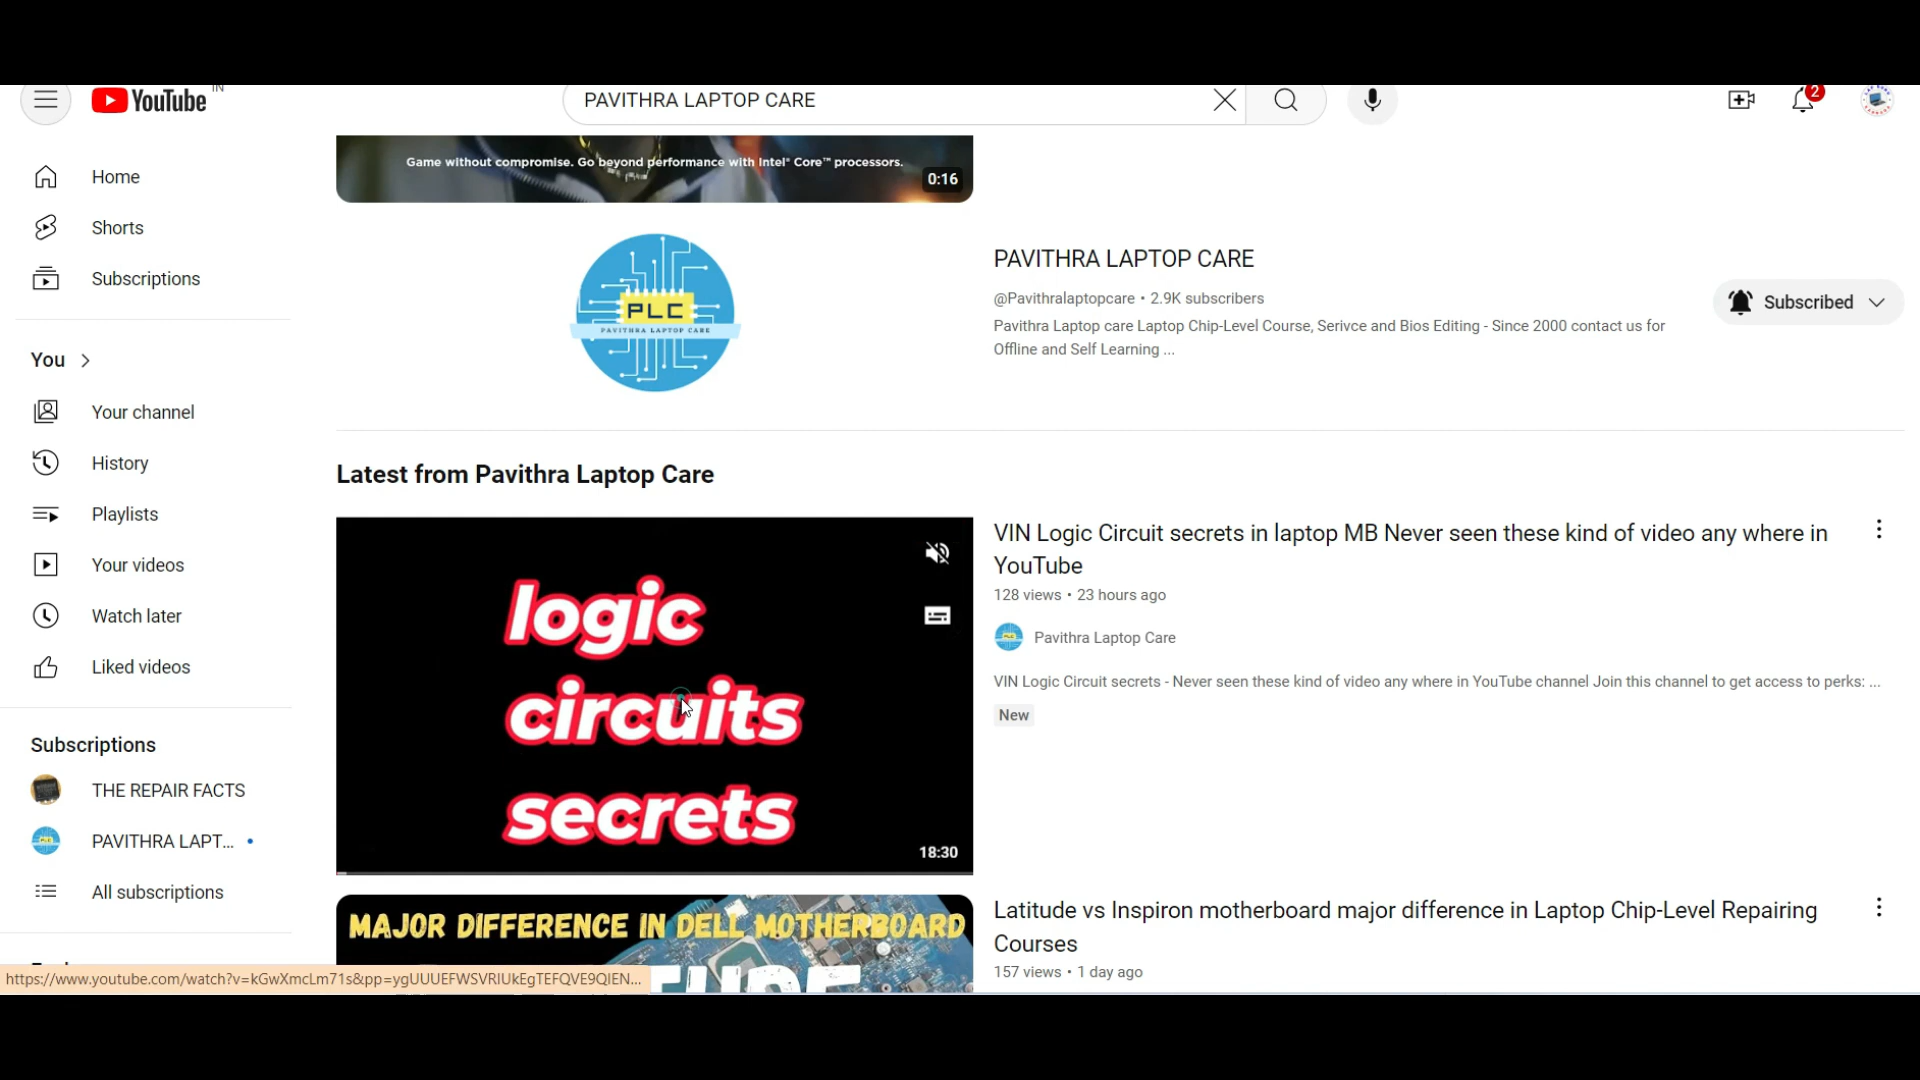 YouTube IN
PAVITHRA LAPTOP CARE
2
Home
Shorts
Subscriptions
You
Your channel
History
Playlists
Your videos
Watch later
Liked videos
Subscriptions
THE REPAIR FACTS
PAVITHRA LAPT...
All subscriptions
Game without compromise. Go beyond performance with Intel® Core™ processors.
0:16
PLC
PAVITHRA LAPTOP CARE
PAVITHRA LAPTOP CARE
@Pavithralaptopcare • 2.9K subscribers
Pavithra Laptop care Laptop Chip-Level Course, Serivce and Bios Editing - Since 2000 contact us for
Offline and Self Learning ...
Subscribed
Latest from Pavithra Laptop Care
logic
circuits
secrets
18:30
VIN Logic Circuit secrets in laptop MB Never seen these kind of video any where in
YouTube
128 views • 23 hours ago
Pavithra Laptop Care
VIN Logic Circuit secrets - Never seen these kind of video any where in YouTube channel Join this channel to get access to perks: ...
New
MAJOR DIFFERENCE IN DELL MOTHERBOARD
Latitude vs Inspiron motherboard major difference in Laptop Chip-Level Repairing
Courses
157 views • 1 day ago
https://www.youtube.com/watch?v=kGwXmcLm71s&pp=ygUUUEFWSVRIUkEgTEFQVE9QIEN...